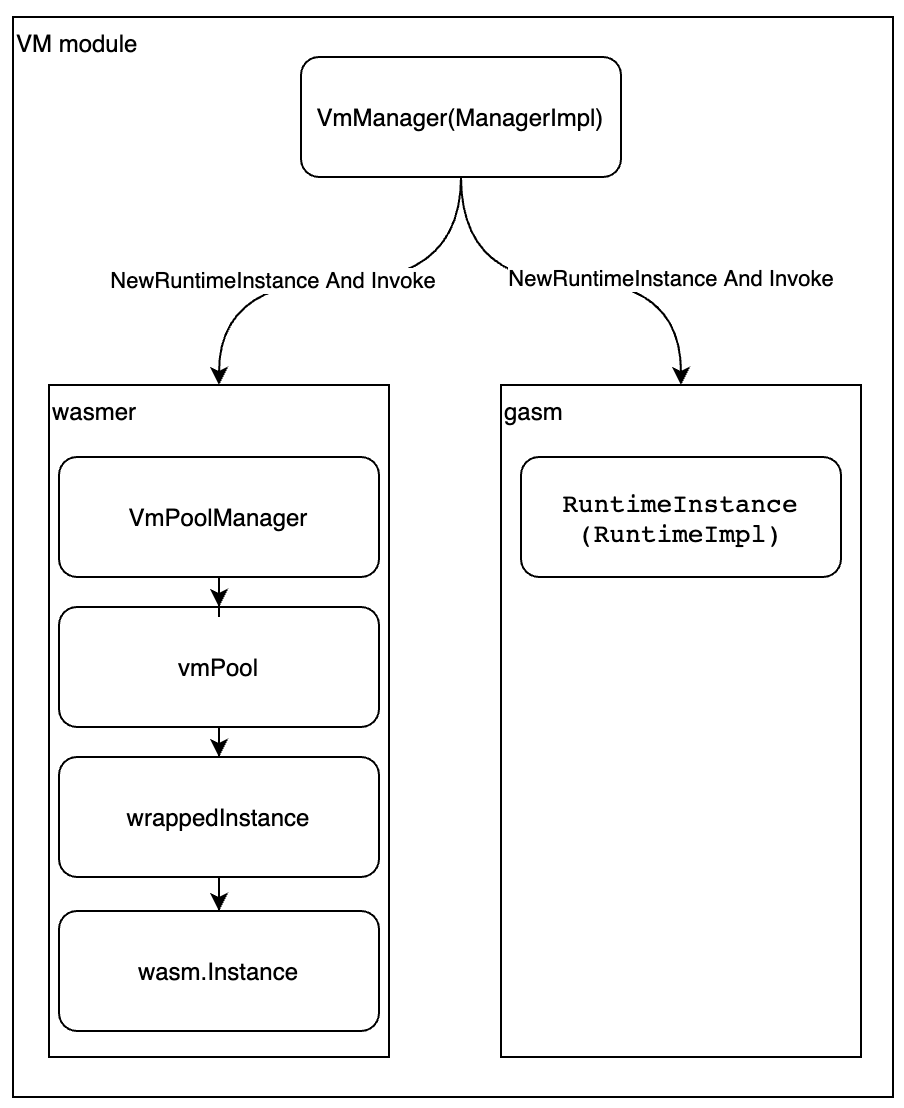 VM module
VmManager(ManagerImpl)
NewRuntimeInstance And Invoke
NewRuntimeInstance And Invoke
wasmer
VmPoolManager
vmPool
wrappedInstance
wasm.Instance
gasm
RuntimeInstance
(RuntimeImpl)